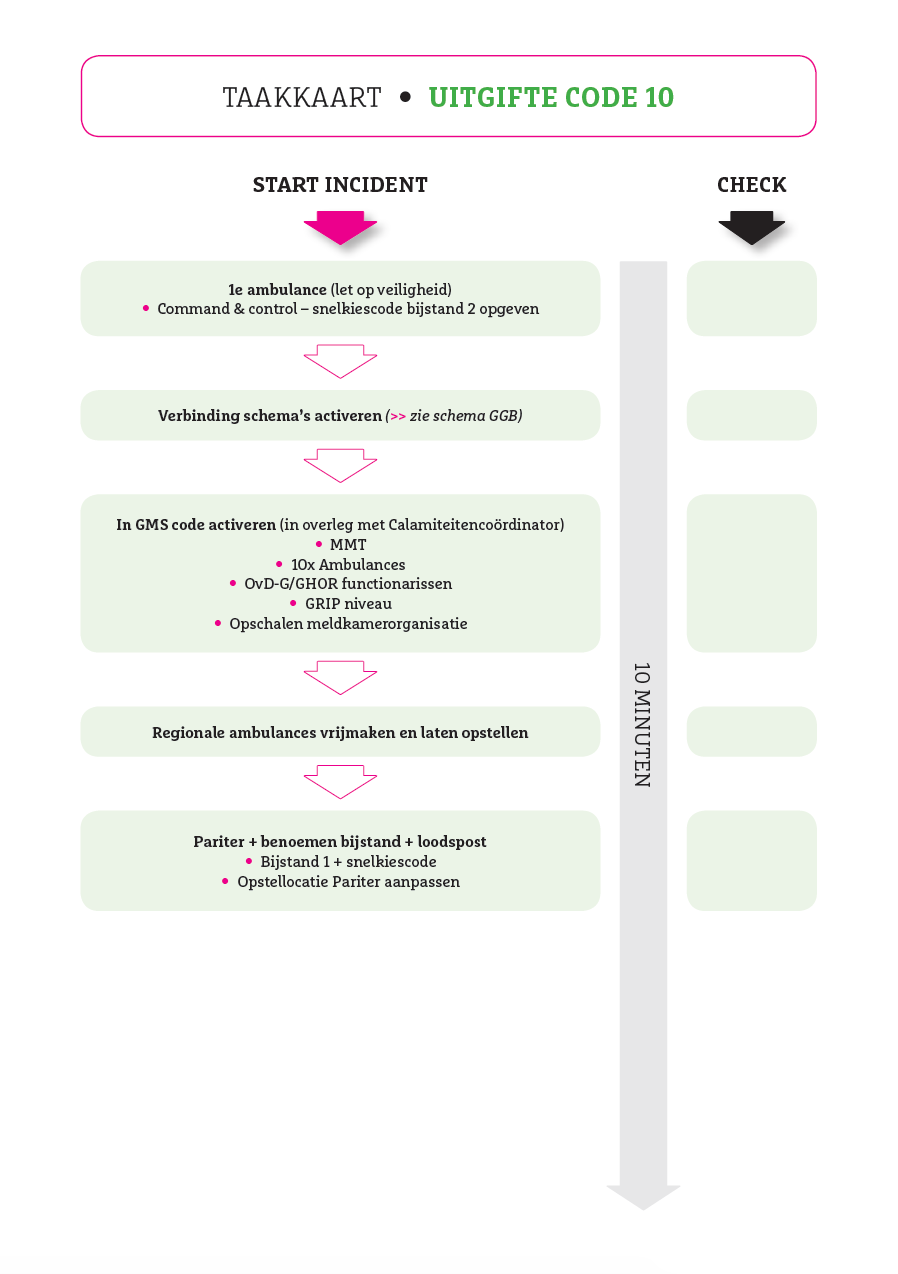 TAAKKAART • UITGIFTE CODE 10
START INCIDENT
CHECK
1e ambulance (let op veiligheid)
• Command & control – snelkiescode bijstand 2 opgeven
Verbinding schema's activeren (>> zie schema GGB)
In GMS code activeren (in overleg met Calamiteitencoördinator)
• MMT
• 10x Ambulances
• OvD-G/GHOR functionarissen
• GRIP niveau
• Opschalen meldkamerorganisatie
10 MINUTEN
Regionale ambulances vrijmaken en laten opstellen
Pariter + benoemen bijstand + loodspost
• Bijstand 1 + snelkiescode
• Opstellocatie Pariter aanpassen